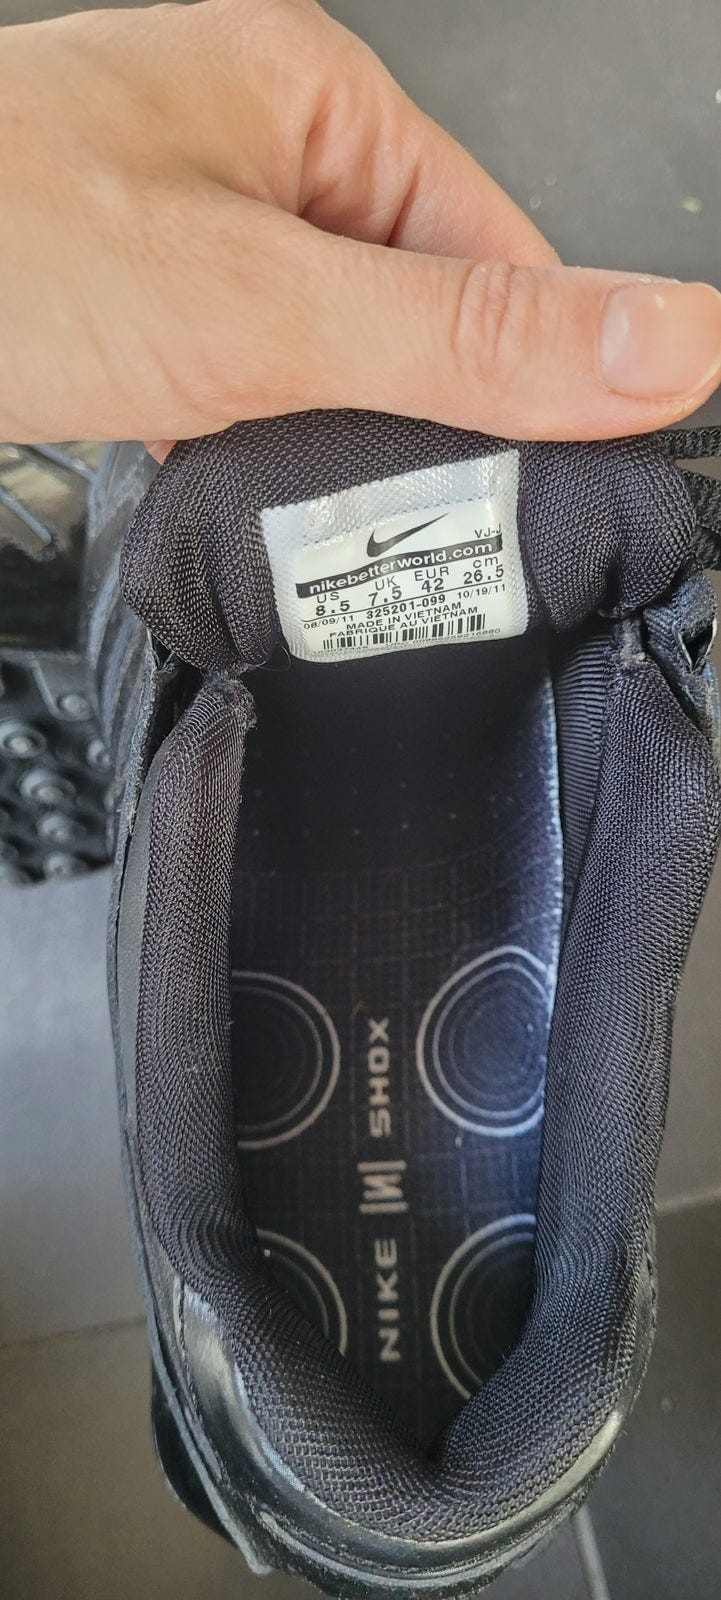 VJ-J
nikebetterworld.com
US UK EUR cm
8.5 7.5 42 26.5
08/09/11 325201-099 10/19/11
MADE IN VIETNAM
FABRIQUE AU VIETNAM
NIKE SHOX